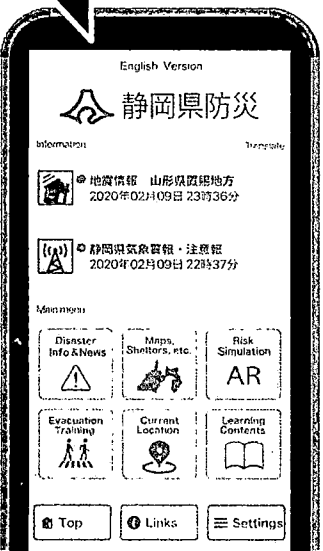 English Version
静岡県防災
Information
Translate
地震情報 山形県置賜地方
2020年02月09日 23時36分
静岡県気象警報・注意報
2020年02月09日 22時37分
Main menu
Disaster
Info & News
Maps,
Shelters, etc.
Risk
Simulation
AR
Evacuation
Training
Current
Location
Learning
Contents
Top
Links
Settings